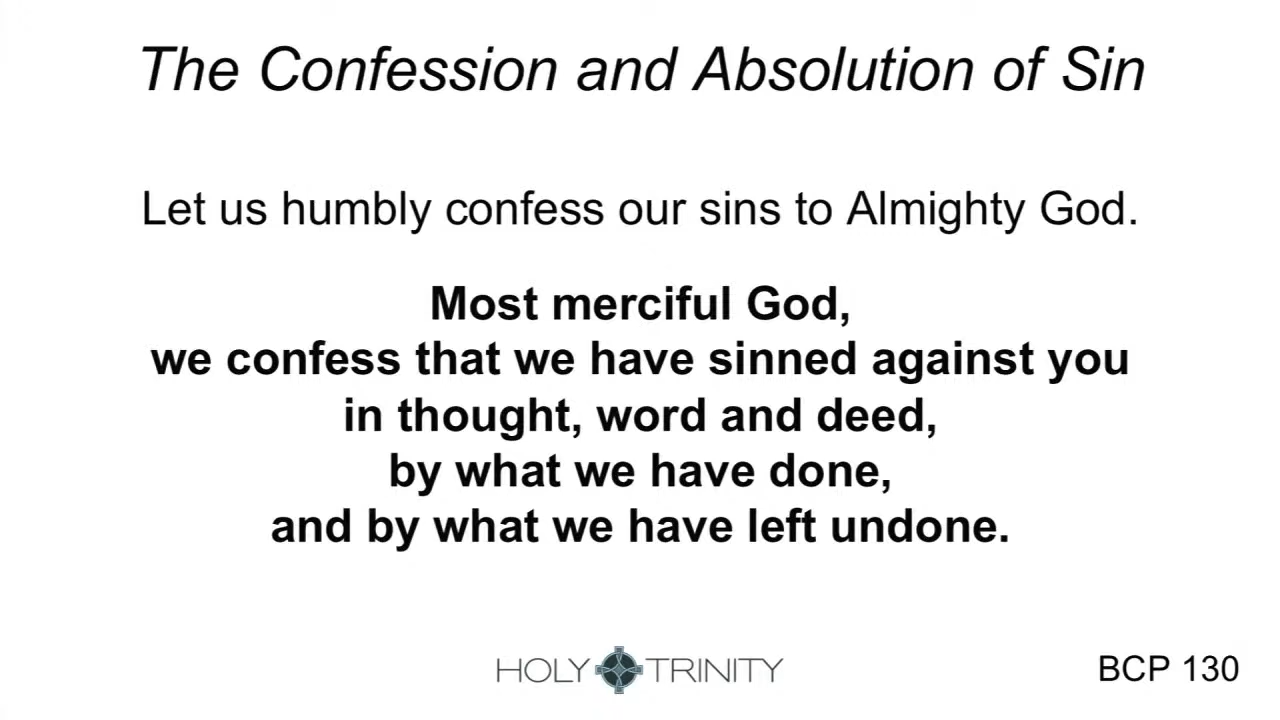 The Confession and Absolution of Sin
Let us humbly confess our sins to Almighty God.
Most merciful God,
we confess that we have sinned against you
in thought, word and deed,
by what we have done,
and by what we have left undone.
HOLY TRINITY
BCP 130